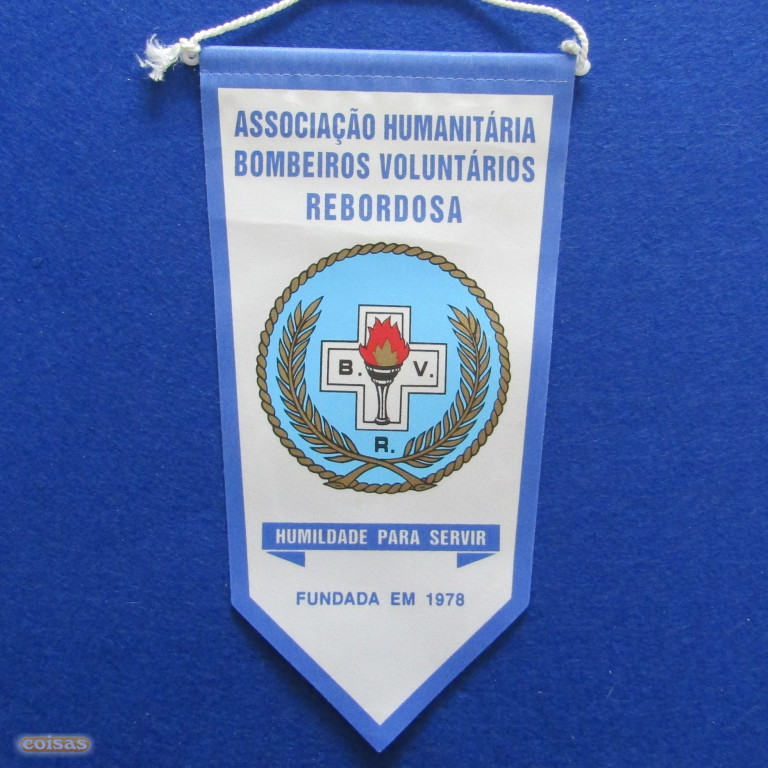 ASSOCIAÇÃO HUMANITÁRIA
BOMBEIROS VOLUNTÁRIOS
REBORDOSA
B. V.
R.
HUMILDADE PARA SERVIR
FUNDADA EM 1978
coisas